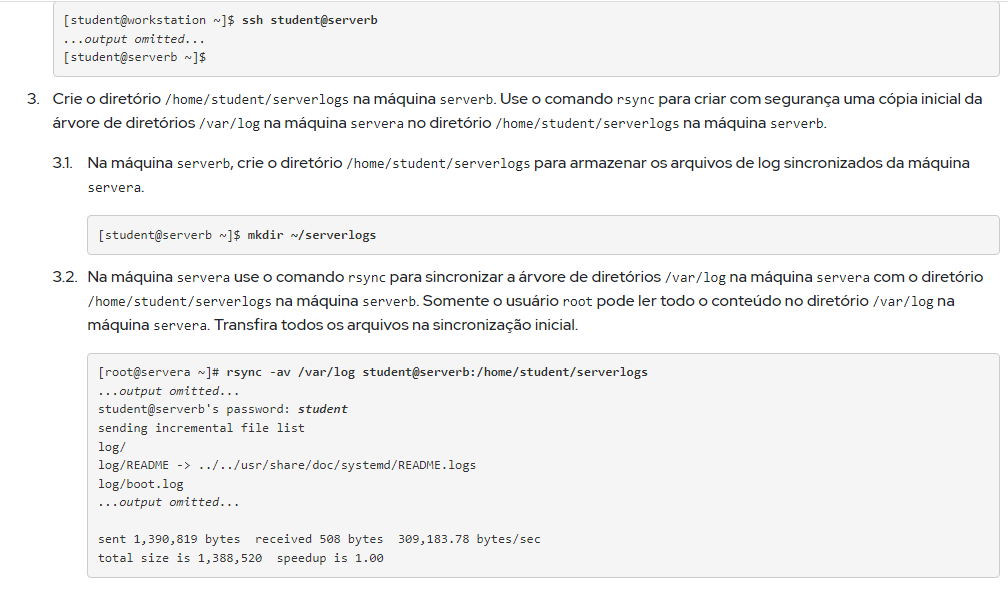 [student@workstation ~]$ ssh student@serverb
...output omitted...
[student@serverb ~]$
3. Crie o diretório /home/student/serverlogs na máquina serverb. Use o comando rsync para criar com segurança uma cópia inicial da
árvore de diretórios /var/log na máquina servera no diretório /home/student/serverlogs na máquina serverb.
3.1. Na máquina serverb, crie o diretório /home/student/serverlogs para armazenar os arquivos de log sincronizados da máquina
servera.
[student@serverb ~]$ mkdir ~/serverlogs
3.2. Na máquina servera use o comando rsync para sincronizar a árvore de diretórios /var/log na máquina servera com o diretório
/home/student/serverlogs na máquina serverb. Somente o usuário root pode ler todo o conteúdo no diretório /var/log na
máquina servera. Transfira todos os arquivos na sincronização inicial.
[root@servera ~]# rsync -av /var/log student@serverb:/home/student/serverlogs
...output omitted...
student@serverb's password: student
sending incremental file list
log/
log/README -> ../../usr/share/doc/systemd/README.logs
log/boot.log
...output omitted...
sent 1,390,819 bytes  received 508 bytes  309,183.78 bytes/sec
total size is 1,388,520  speedup is 1.00